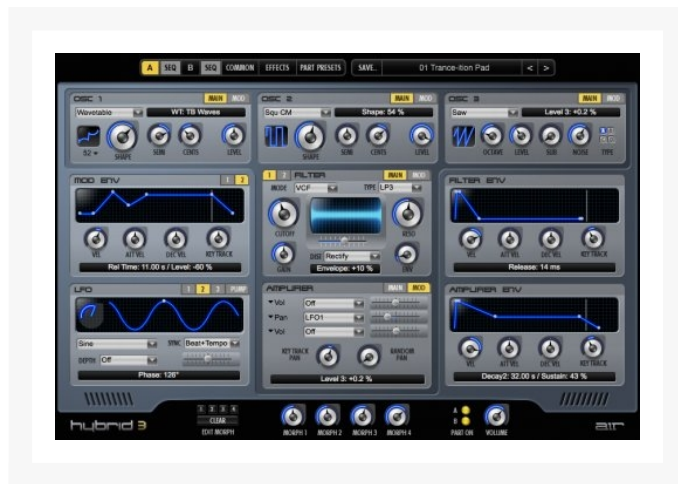 A SEQ B SEQ COMMON EFFECTS PART PRESETS SAVE.. 01 Trance-ition Pad < >
OSC 1 MAIN MOD
Wavetable WT: TB Waves
52 SHAPE SEMI CENTS LEVEL
OSC 2 MAIN MOD
Squ CM Shape: 54 %
SHAPE SEMI CENTS LEVEL
OSC 3 MAIN MOD
Saw Level 3: +0.2 %
OCTAVE LEVEL SUB NOISE TYPE
MOD ENV 1 2
VEL ATT VEL DEC VEL KEY TRACK
Rel Time: 11.00 s / Level: -60 %
1 2 FILTER MAIN MOD
MODE VCF TYPE LP3
CUTOFF RESO
DIST Rectify
GAIN Envelope: +10 % ENV
FILTER ENV
VEL ATT VEL DEC VEL KEY TRACK
Release: 14 ms
LFO 1 2 3 PUMP
Sine SYNC Beat+Tempo
DEPTH Off
Phase: 126°
AMPLIFIER MAIN MOD
Vol Off
Pan LFO1
Vol Off
KEY TRACK PAN RANDOM PAN
Level 3: +0.2 %
AMPLIFIER ENV
VEL ATT VEL DEC VEL KEY TRACK
Decay2: 32.00 s / Sustain: 43 %
hybrid 3
1 2 3 4
CLEAR
EDIT MORPH
MORPH 1 MORPH 2 MORPH 3 MORPH 4
A
B
PART ON VOLUME
air